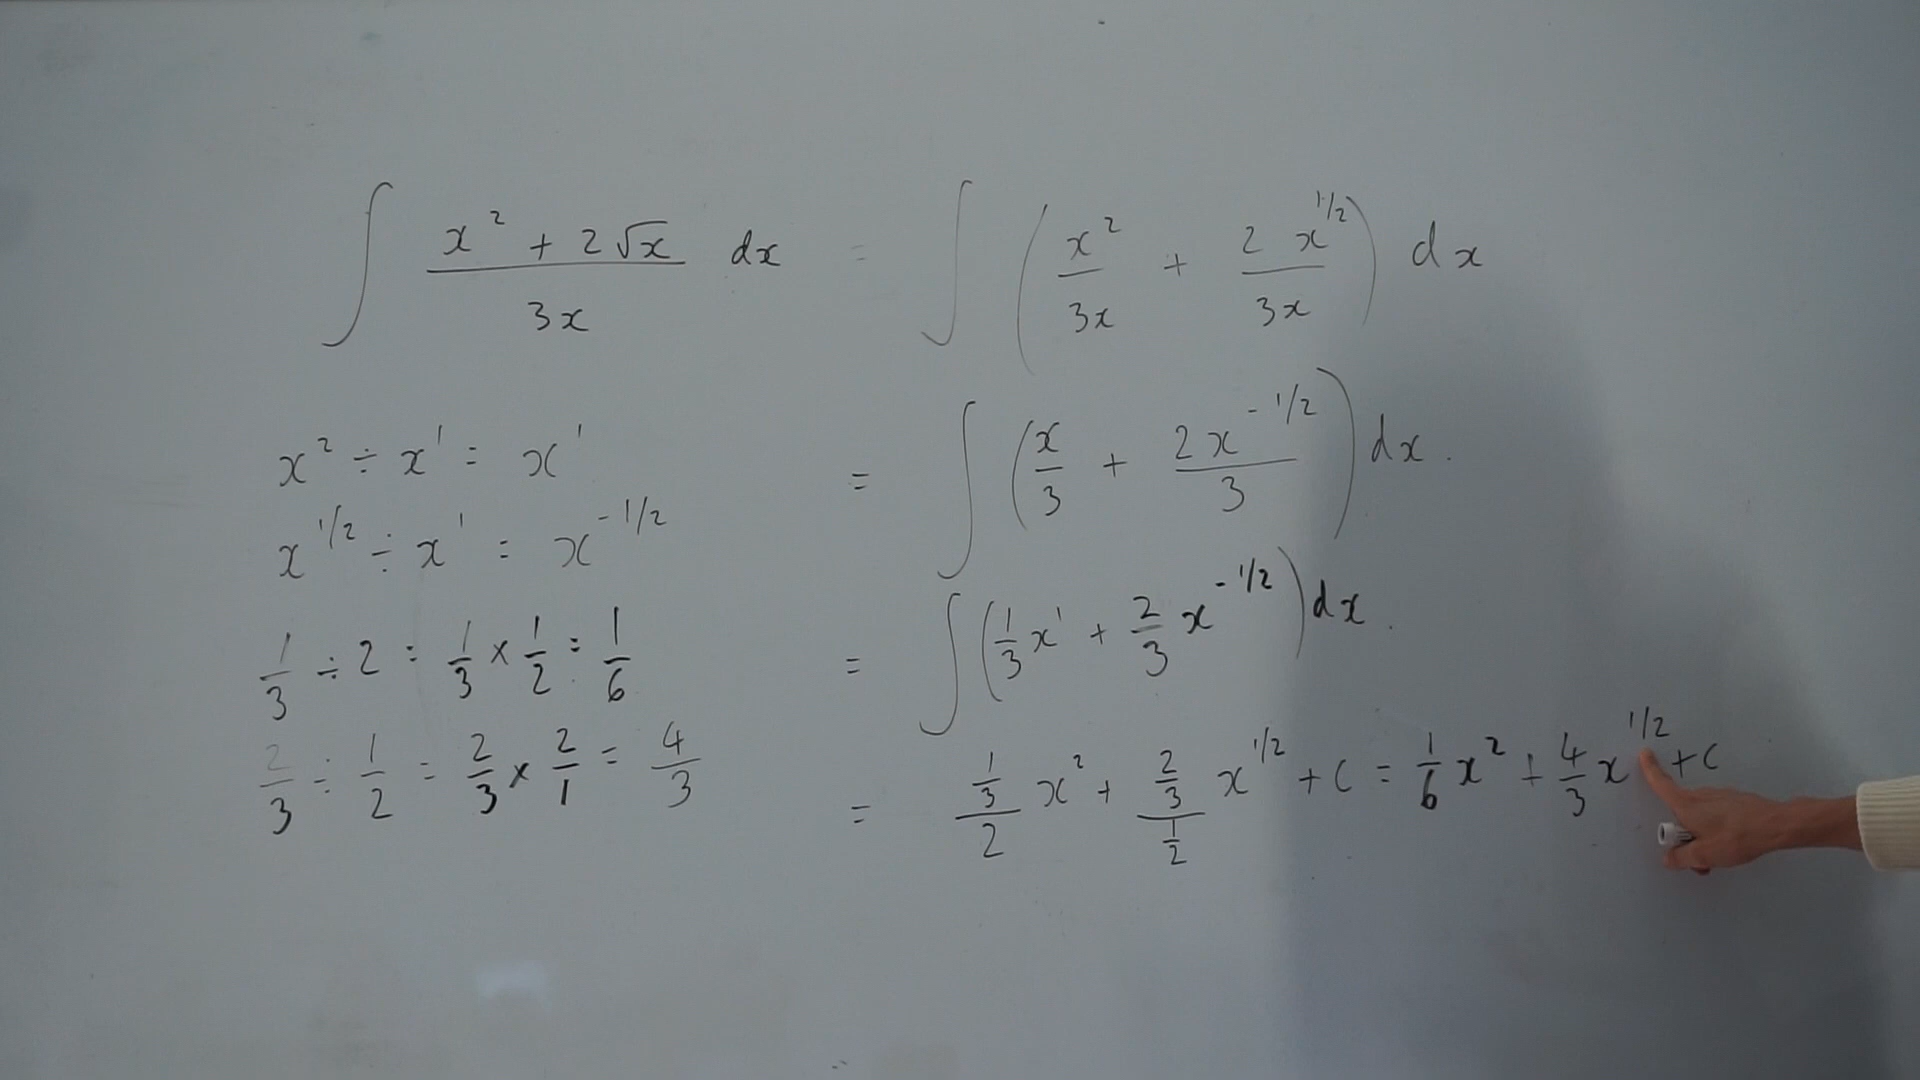 ∫ (x² + 2√x)/(3x) dx = ∫ (x²/(3x) + 2x^(1/2)/(3x)) dx
x² ÷ x¹ = x¹
= ∫ (x/3 + 2x^(-1/2)/3) dx.
x^(1/2) ÷ x¹ = x^(-1/2)
1/3 ÷ 2 = 1/3 × 1/2 = 1/6
= ∫ (1/3 x¹ + 2/3 x^(-1/2)) dx.
2/3 ÷ 1/2 = 2/3 × 2/1 = 4/3
= (1/3)/2 x² + (2/3)/(1/2) x^(1/2) + c = 1/6 x² + 4/3 x^(1/2) + c